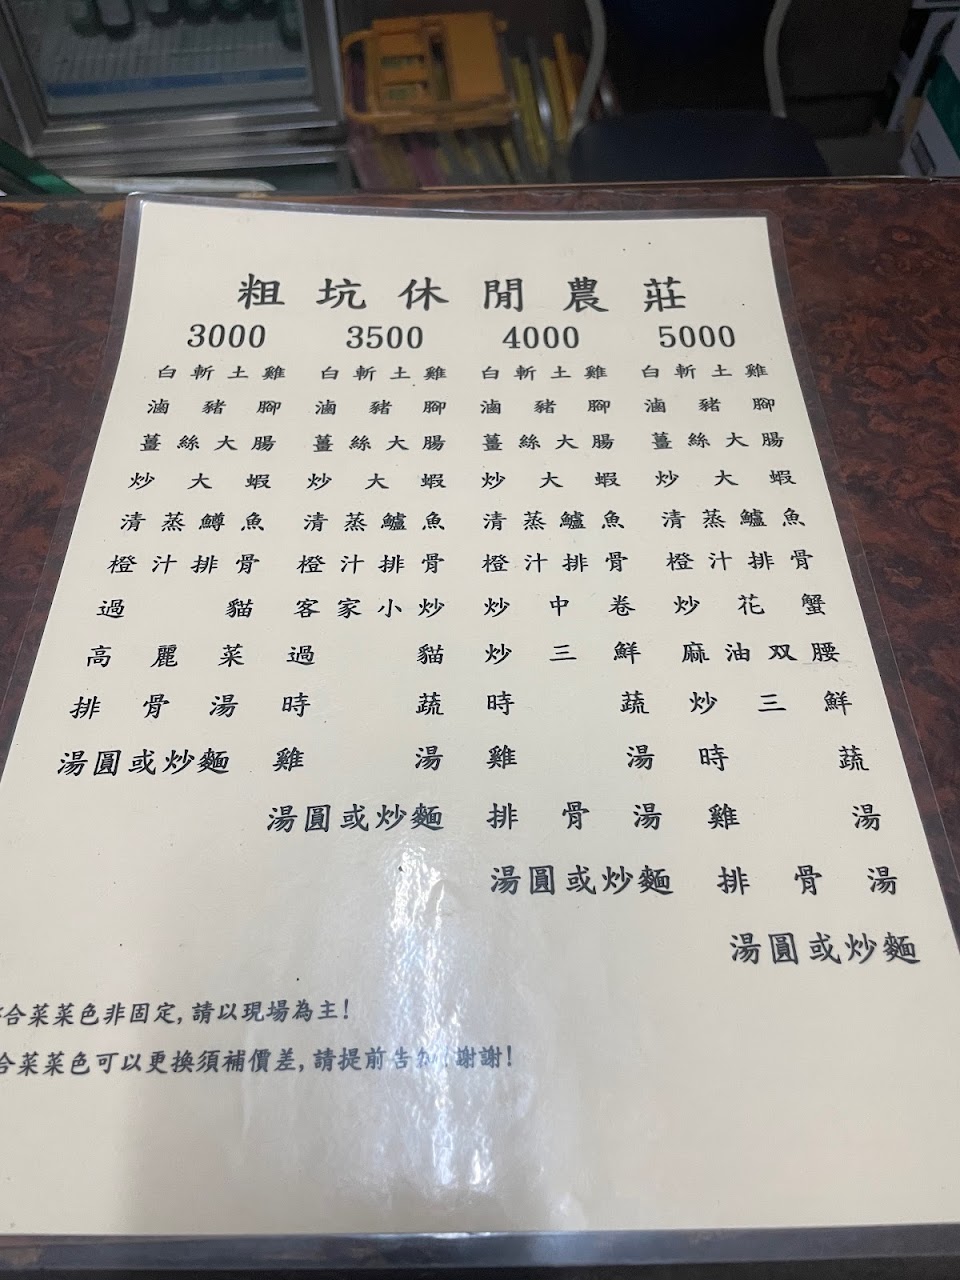 粗坑休閒農莊
3000 3500 4000 5000
白斬土雞 白斬土雞 白斬土雞 白斬土雞
滷豬腳 滷豬腳 滷豬腳 滷豬腳
薑絲大腸 薑絲大腸 薑絲大腸 薑絲大腸
炒大蝦 炒大蝦 炒大蝦 炒大蝦
清蒸鱒魚 清蒸鱸魚 清蒸鱸魚 清蒸鱸魚
橙汁排骨 橙汁排骨 橙汁排骨 橙汁排骨
過貓 客家小炒 炒中卷 炒花蟹
高麗菜 過貓 炒三鮮 麻油双腰
排骨湯 時蔬 時蔬 炒三鮮
湯圓或炒麵 雞湯 雞湯 時蔬
湯圓或炒麵 排骨湯 雞湯
湯圓或炒麵 排骨湯
湯圓或炒麵
合菜菜色非固定,請以現場為主!
合菜菜色可以更換須補價差,請提前告知!謝謝!